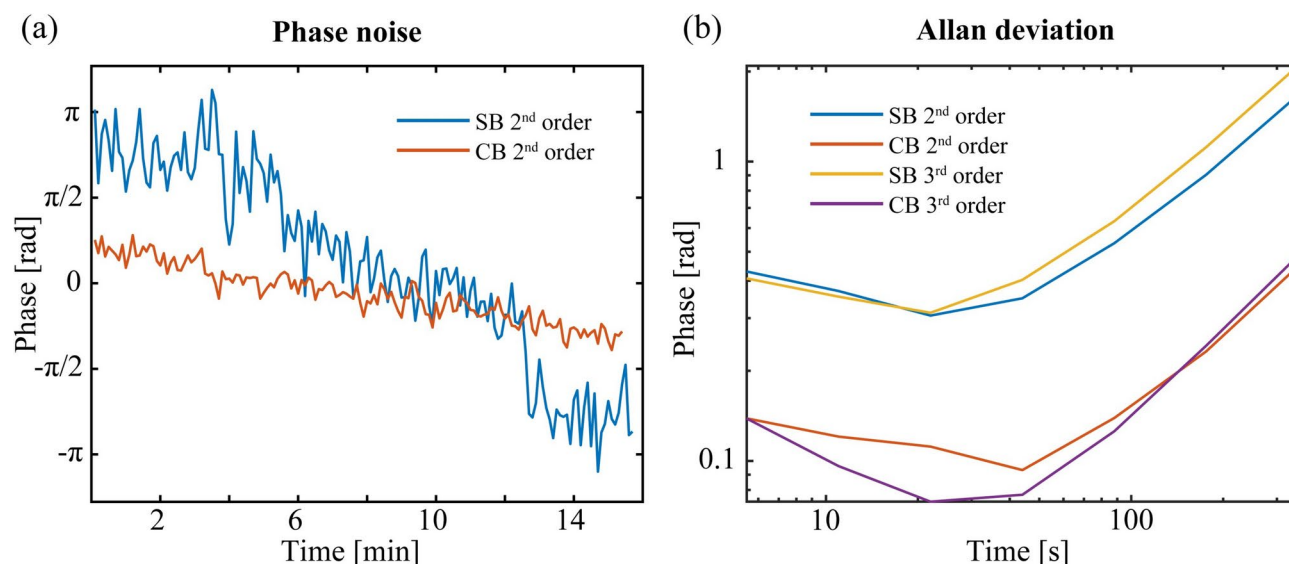 (a)
Phase noise
π
π/2
0
-π/2
-π
Phase [rad]
SB 2nd order
CB 2nd order
2
6
10
14
Time [min]
(b)
Allan deviation
1
0.1
Phase [rad]
SB 2nd order
CB 2nd order
SB 3rd order
CB 3rd order
10
100
Time [s]